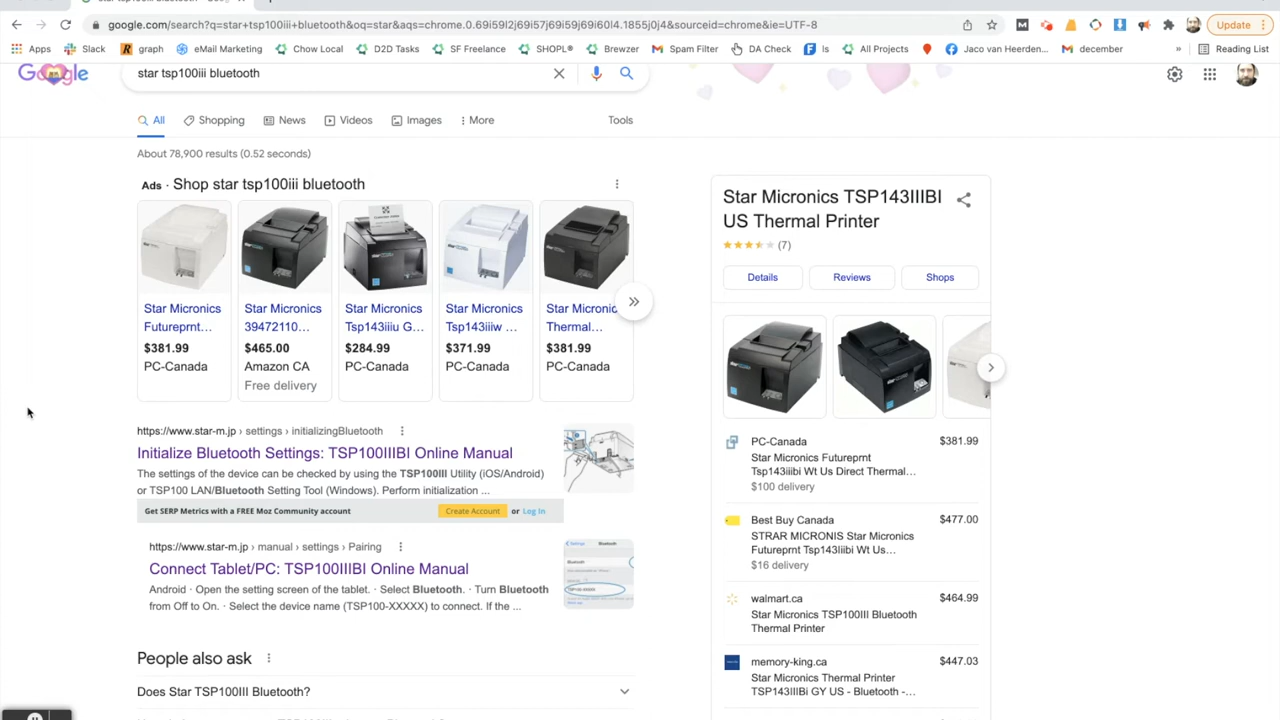 google.com/search?q=star+tsp100iii+bluetooth&oq=star&aqs=chrome.0.69i59l2j69i57j69i59j69i60l4.1855j0j4&sourceid=chrome&ie=UTF-8
Update
Apps Slack graph eMail Marketing Chow Local D2D Tasks SF Freelance SHOPL® Brewzer Spam Filter DA Check Is All Projects Jaco van Heerden... december » Reading List
Google
star tsp100iii bluetooth
All Shopping News Videos Images More Tools
About 78,900 results (0.52 seconds)
Ads · Shop star tsp100iii bluetooth
Star Micronics Futureprnt...
$381.99
PC-Canada
Star Micronics 39472110...
$465.00
Amazon CA
Free delivery
Star Micronics Tsp143iiiu G...
$284.99
PC-Canada
Star Micronics Tsp143iiiw ...
$371.99
PC-Canada
Star Micronics Thermal...
$381.99
PC-Canada
https://www.star-m.jp › settings › initializingBluetooth
Initialize Bluetooth Settings: TSP100IIIBI Online Manual
The settings of the device can be checked by using the TSP100III Utility (iOS/Android)
or TSP100 LAN/Bluetooth Setting Tool (Windows). Perform initialization ...
Get SERP Metrics with a FREE Moz Community account Create Account or Log In
https://www.star-m.jp › manual › settings › Pairing
Connect Tablet/PC: TSP100IIIBI Online Manual
Android · Open the setting screen of the tablet. · Select Bluetooth. · Turn Bluetooth
from Off to On. · Select the device name (TSP100-XXXXX) to connect. If the ...
People also ask
Does Star TSP100III Bluetooth?
Star Micronics TSP143IIIBI
US Thermal Printer
(7)
Details Reviews Shops
PC-Canada $381.99
Star Micronics Futureprnt
Tsp143iiibi Wt Us Direct Thermal...
$100 delivery
Best Buy Canada $477.00
STRAR MICRONIS Star Micronics
Futureprnt Tsp143Iiibi Wt Us...
$16 delivery
walmart.ca $464.99
Star Micronics TSP100III Bluetooth
Thermal Printer
memory-king.ca $447.03
Star Micronics Thermal Printer
TSP143IIIBi GY US - Bluetooth -...